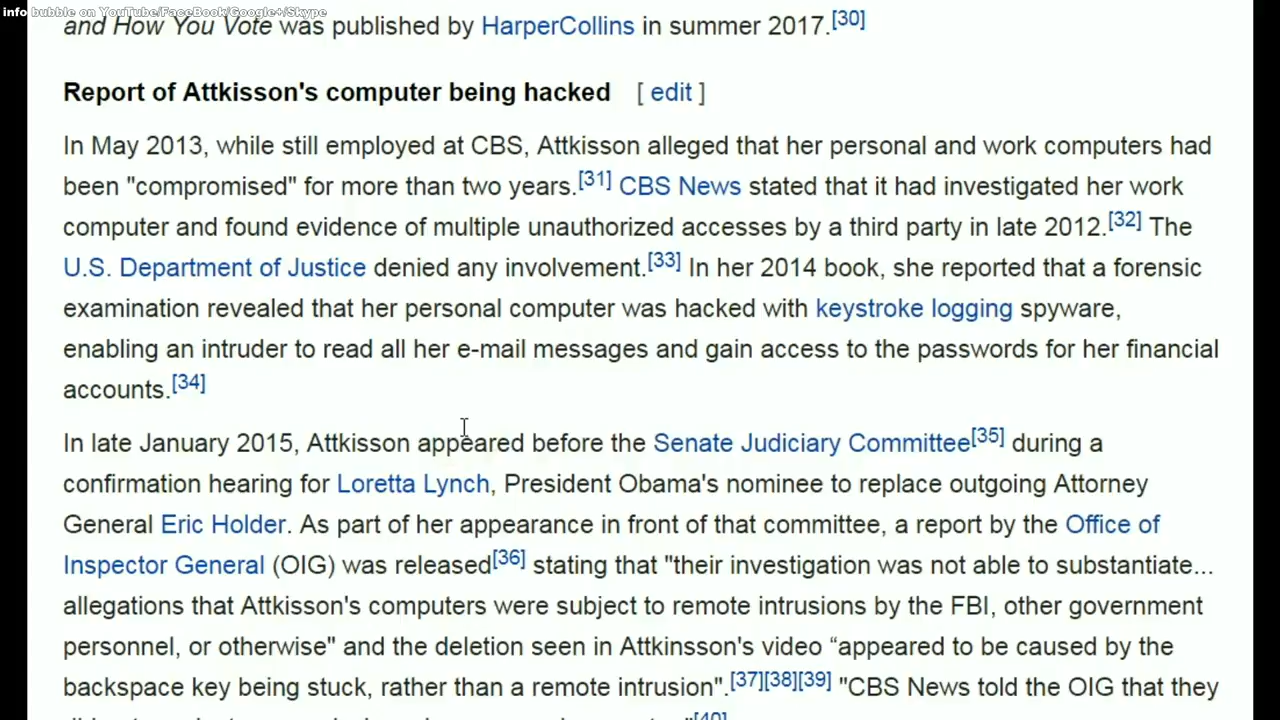 info bubble on YouTube/FaceBook/Google+/Skype
and How You Vote was published by HarperCollins in summer 2017.[30]
Report of Attkisson's computer being hacked [ edit ]
In May 2013, while still employed at CBS, Attkisson alleged that her personal and work computers had
been "compromised" for more than two years.[31] CBS News stated that it had investigated her work
computer and found evidence of multiple unauthorized accesses by a third party in late 2012.[32] The
U.S. Department of Justice denied any involvement.[33] In her 2014 book, she reported that a forensic
examination revealed that her personal computer was hacked with keystroke logging spyware,
enabling an intruder to read all her e-mail messages and gain access to the passwords for her financial
accounts.[34]
In late January 2015, Attkisson appeared before the Senate Judiciary Committee[35] during a
confirmation hearing for Loretta Lynch, President Obama's nominee to replace outgoing Attorney
General Eric Holder. As part of her appearance in front of that committee, a report by the Office of
Inspector General (OIG) was released[36] stating that "their investigation was not able to substantiate...
allegations that Attkisson's computers were subject to remote intrusions by the FBI, other government
personnel, or otherwise" and the deletion seen in Attkinsson's video “appeared to be caused by the
backspace key being stuck, rather than a remote intrusion".[37][38][39] "CBS News told the OIG that they